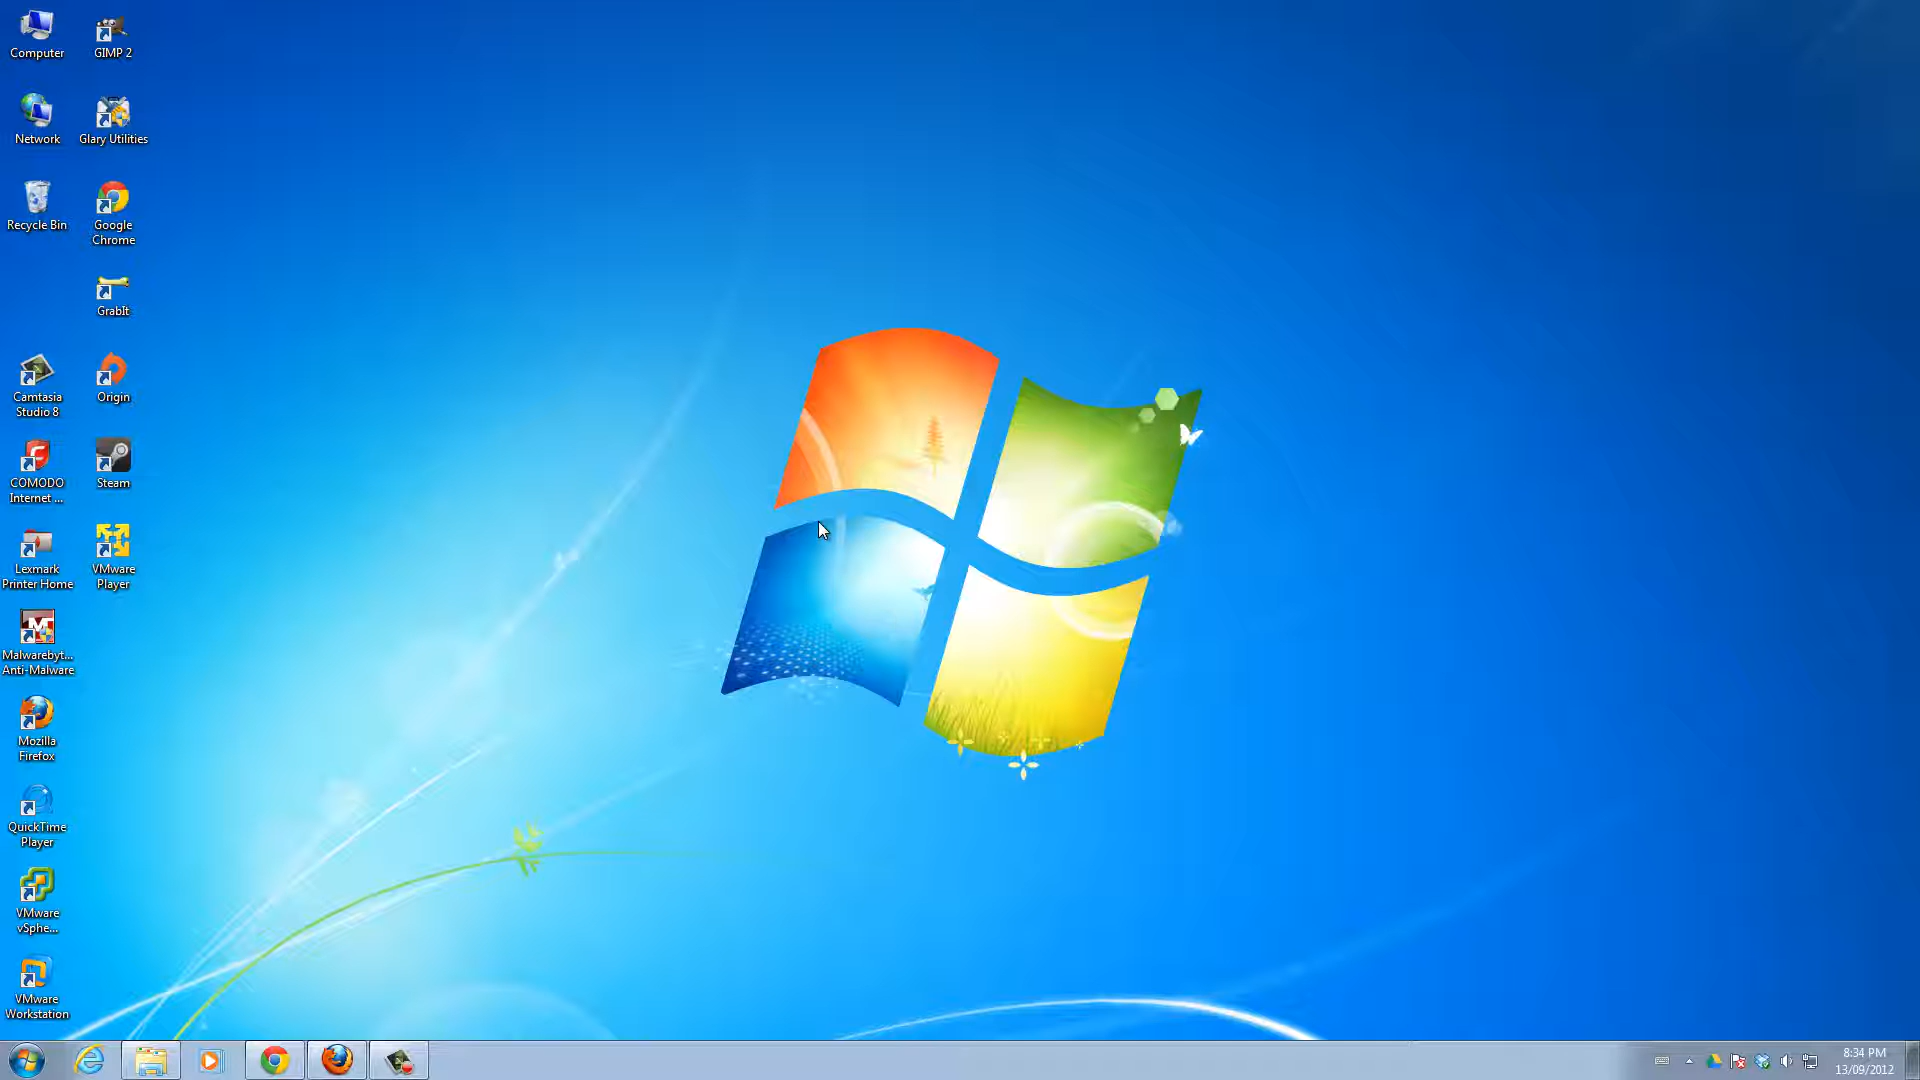 Computer
GIMP 2
Network
Glary Utilities
Recycle Bin
Google
Chrome
GrabIt
Camtasia
Studio 8
Origin
COMODO
Internet ...
Steam
Lexmark
Printer Home
VMware
Player
Malwarebyt...
Anti-Malware
Mozilla
Firefox
QuickTime
Player
VMware
vSphe...
VMware
Workstation
8:34 PM
13/09/2012